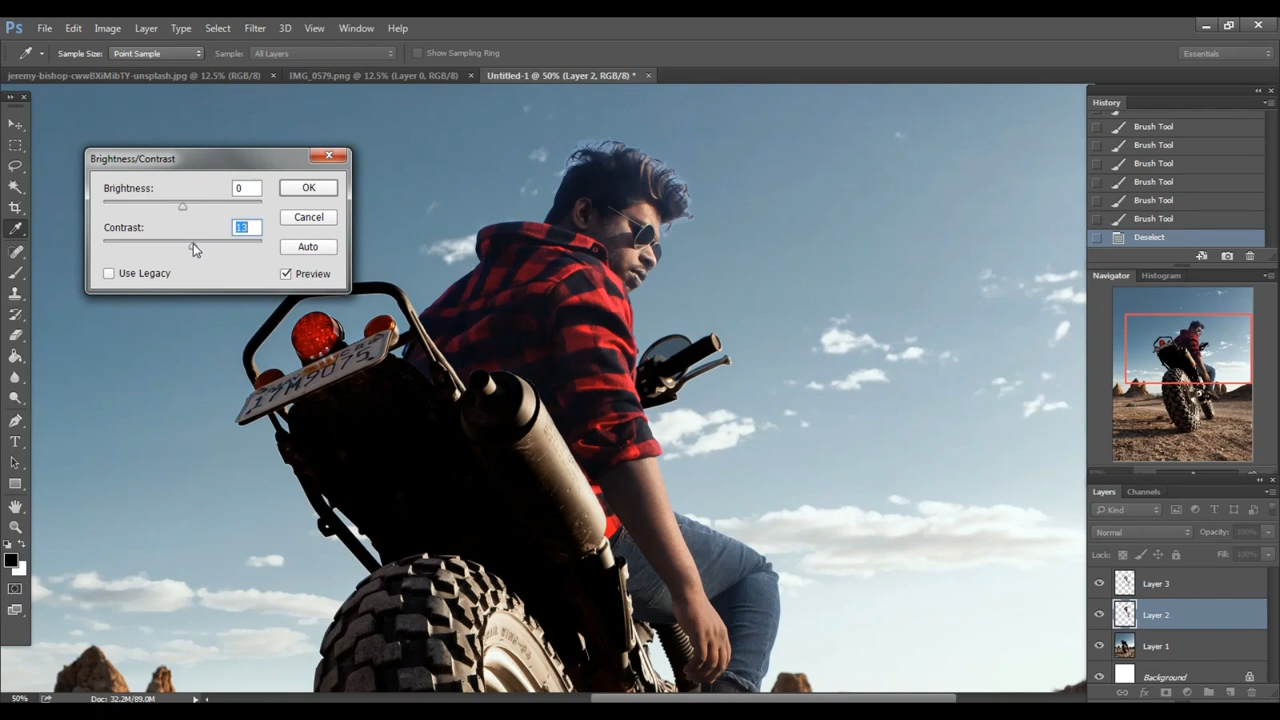 Ps File Edit Image Layer Type Select Filter 3D View Window Help
Sample Size: Point Sample Sample: All Layers Show Sampling Ring Essentials
jeremy-bishop-cwwBXiMibTY-unsplash.jpg @ 12.5% (RGB/8) × IMG_0579.png @ 12.5% (Layer 0, RGB/8) × Untitled-1 @ 50% (Layer 2, RGB/8) * ×
History
Brush Tool
Brush Tool
Brush Tool
Brush Tool
Brush Tool
Brush Tool
Deselect
Brightness/Contrast
Brightness: 0 OK
Contrast: 13 Cancel
Auto
Use Legacy Preview
17M9075
Navigator Histogram
Layers Channels
Kind
Normal Opacity: 100%
Lock: Fill: 100%
Layer 3
Layer 2
Layer 1
Background
50% Doc: 32.2M/89.0M